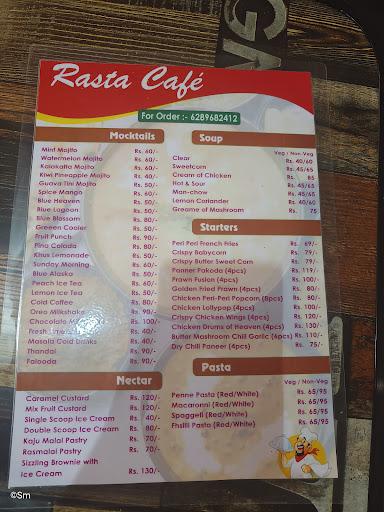 Rasta Café
For Order :- 6289682412
Mocktails
Mint Mojito Rs. 60/-
Watermelon Mojito Rs. 60/-
Kalakatta Mojito Rs. 60/-
Kiwi Pineapple Mojito Rs. 40/-
Guava Tini Mojito Rs. 50/-
Spice Mango Rs. 60/-
Blue Heaven Rs. 50/-
Blue Lagoon Rs. 50/-
Blue Blossom Rs. 80/-
Greeen Cooler Rs. 50/-
Fruit Punch Rs. 90/-
Pina Colada Rs. 80/-
Khus Lemonade Rs. 50/-
Sunday Morning Rs. 60/-
Blue Alaska Rs. 50/-
Peach Ice Tea Rs. 60/-
Lemon Ice Tea Rs. 50/-
Cold Coffee Rs. 80/-
Oreo Milkshake Rs. 90/-
Chocolate Rs. 100/-
Fresh Rs. 40/-
Masala Cold Drinks Rs. 40/-
Thandai Rs. 90/-
Falooda Rs. 90/-
Nectar
Caramel Custard Rs. 120/-
Mix Fruit Custard Rs. 120/-
Single Scoop Ice Cream Rs. 40/-
Double Scoop Ice Cream Rs. 80/-
Kaju Malai Pastry Rs. 70/-
Rasmalai Pastry Rs. 70/-
Sizzling Brownie with
Ice Cream Rs. 130/-
Soup
Veg / Non-Veg
Clear Rs. 40/60
Sweetcorn Rs. 45/65
Cream of Chicken Rs. 85
Hot & Sour Rs. 45/65
Man-chow Rs. 45/65
Lemon Coriander Rs. 40/60
Greame of Mashroom Rs. 75
Starters
Peri Peri French Fries Rs. 69/-
Crispy Babycorn Rs. 79/-
Crispy Butter Sweet Corn Rs. 79/-
Panner Pakoda (4pcs) Rs. 119/-
Prawn Fusion (4pcs) Rs. 100/-
Golden Fried Prawn (4pcs) Rs. 80/-
Chicken Peri-Peri Popcorn (8pcs) Rs. 80/-
Chicken Lollypop (4pcs) Rs. 100/-
Crispy Chicken Wings (4pcs) Rs. 120/-
Chicken Drums of Heaven (4pcs) Rs. 130/-
Butter Mashroom Chili Garlic (4pcs) Rs. 110/-
Dry Chili Paneer (4pcs) Rs. 75/-
Pasta
Veg / Non-Veg
Penne Pasta (Red/White) Rs. 65/95
Macaronni (Red/White) Rs. 65/95
Spaggeti (Red/White) Rs. 65/95
Fhsilli Pasta (Red/White) Rs. 65/95
©Sm